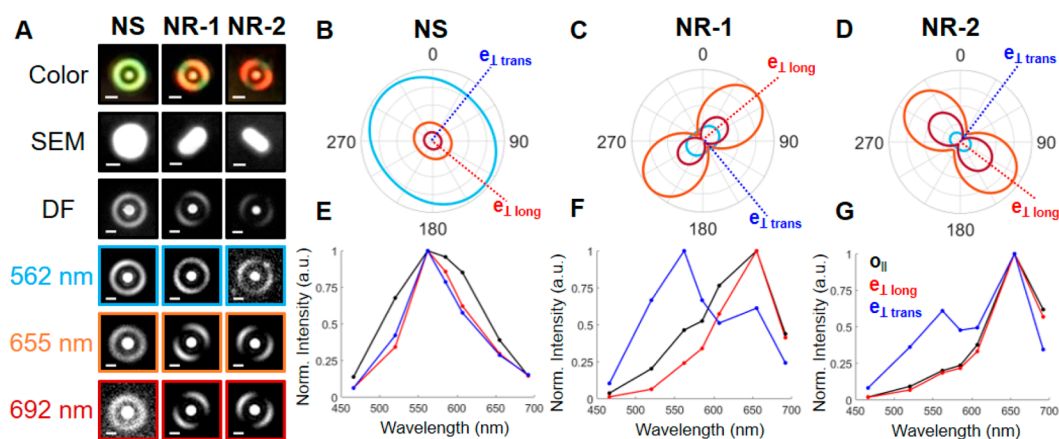 A
NS NR-1 NR-2
Color
SEM
DF
562 nm
655 nm
692 nm
B NS
0
90
180
270
e⊥ trans
e⊥ long
C NR-1
0
90
180
270
e⊥ long
e⊥ trans
D NR-2
0
90
180
270
e⊥ trans
e⊥ long
E
Norm. Intensity (a.u.)
1
0.75
0.5
0.25
0
450 500 550 600 650 700
Wavelength (nm)
F
Norm. Intensity (a.u.)
1
0.75
0.5
0.25
0
450 500 550 600 650 700
Wavelength (nm)
G
Norm. Intensity (a.u.)
1
0.75
0.5
0.25
0
450 500 550 600 650 700
Wavelength (nm)
o||
e⊥ long
e⊥ trans